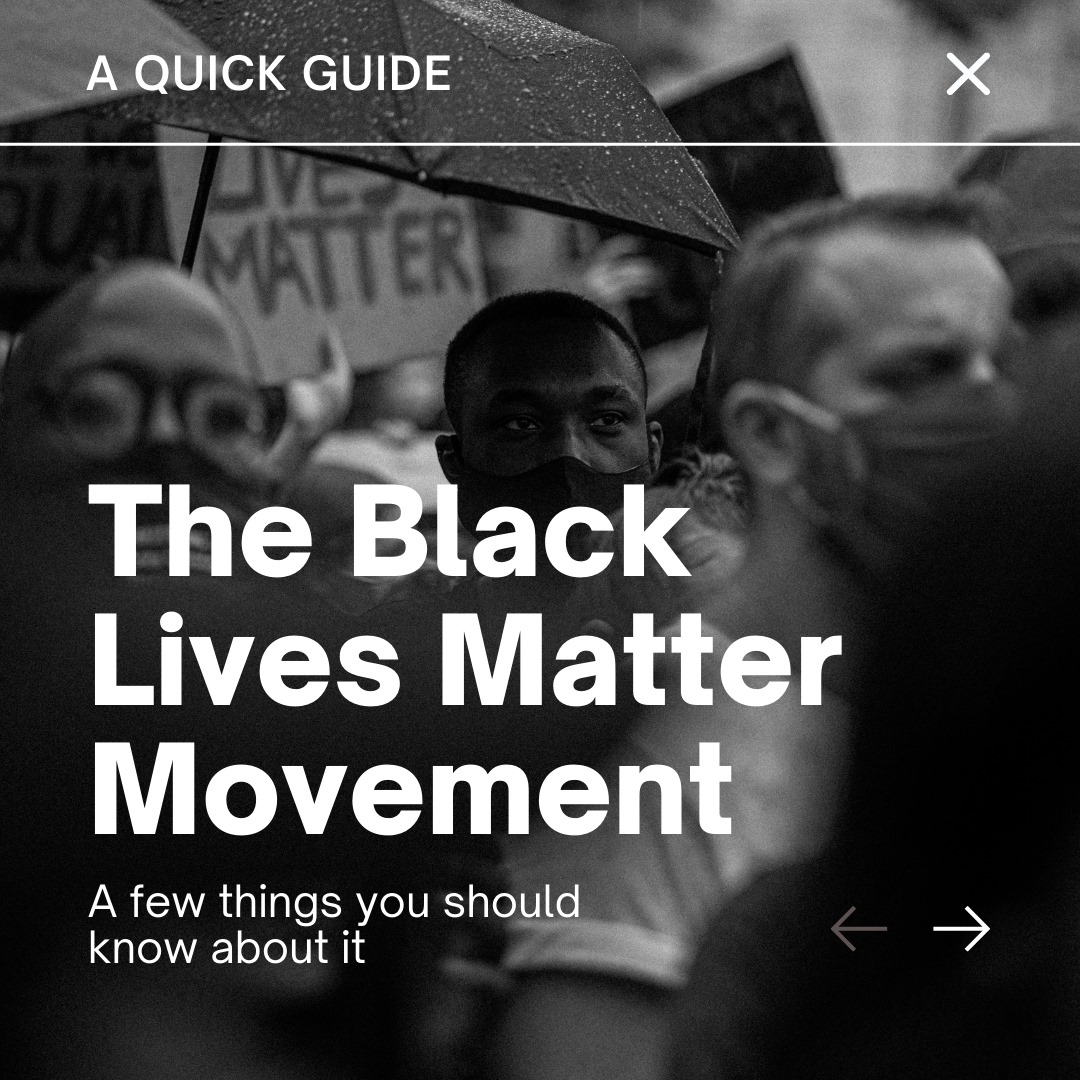 A QUICK GUIDE
LIVES
MATTER
The Black
Lives Matter
Movement
A few things you should
know about it